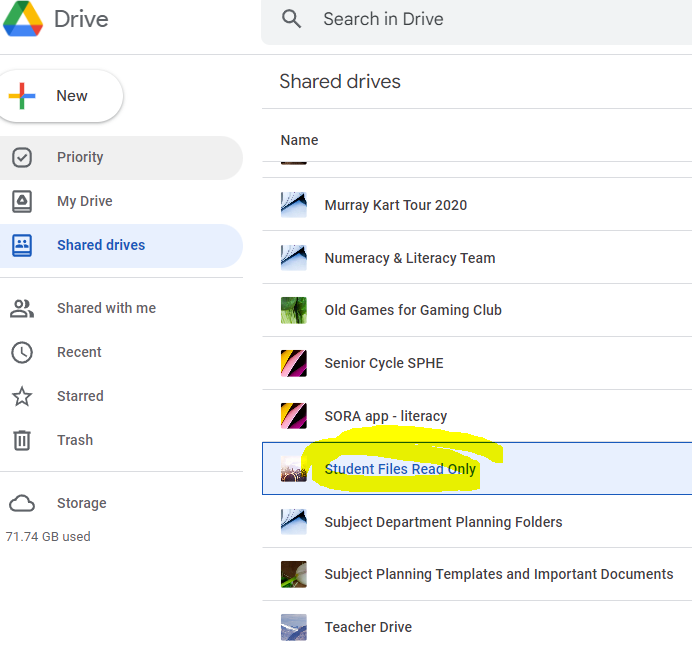 Drive
Search in Drive
New
Priority
My Drive
Shared drives
Shared with me
Recent
Starred
Trash
Storage
71.74 GB used
Shared drives
Name
Murray Kart Tour 2020
Numeracy & Literacy Team
Old Games for Gaming Club
Senior Cycle SPHE
SORA app - literacy
Student Files Read Only
Subject Department Planning Folders
Subject Planning Templates and Important Documents
Teacher Drive